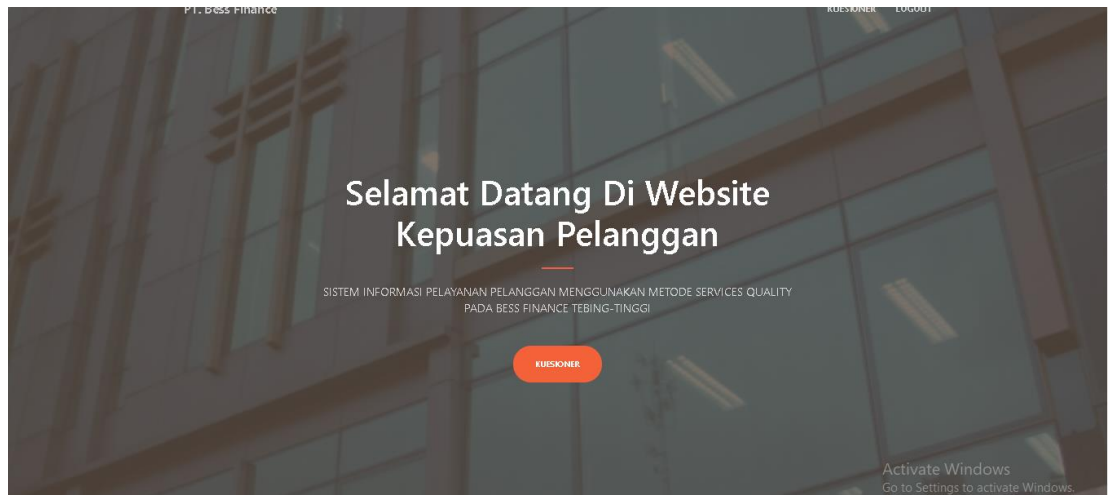 PT. Bess Finance
KUESIONER LOGOUT
Selamat Datang Di Website
Kepuasan Pelanggan
SISTEM INFORMASI PELAYANAN PELANGGAN MENGGUNAKAN METODE SERVICES QUALITY
PADA BESS FINANCE TEBING-TINGGI
KUESIONER
Activate Windows
Go to Settings to activate Windows.